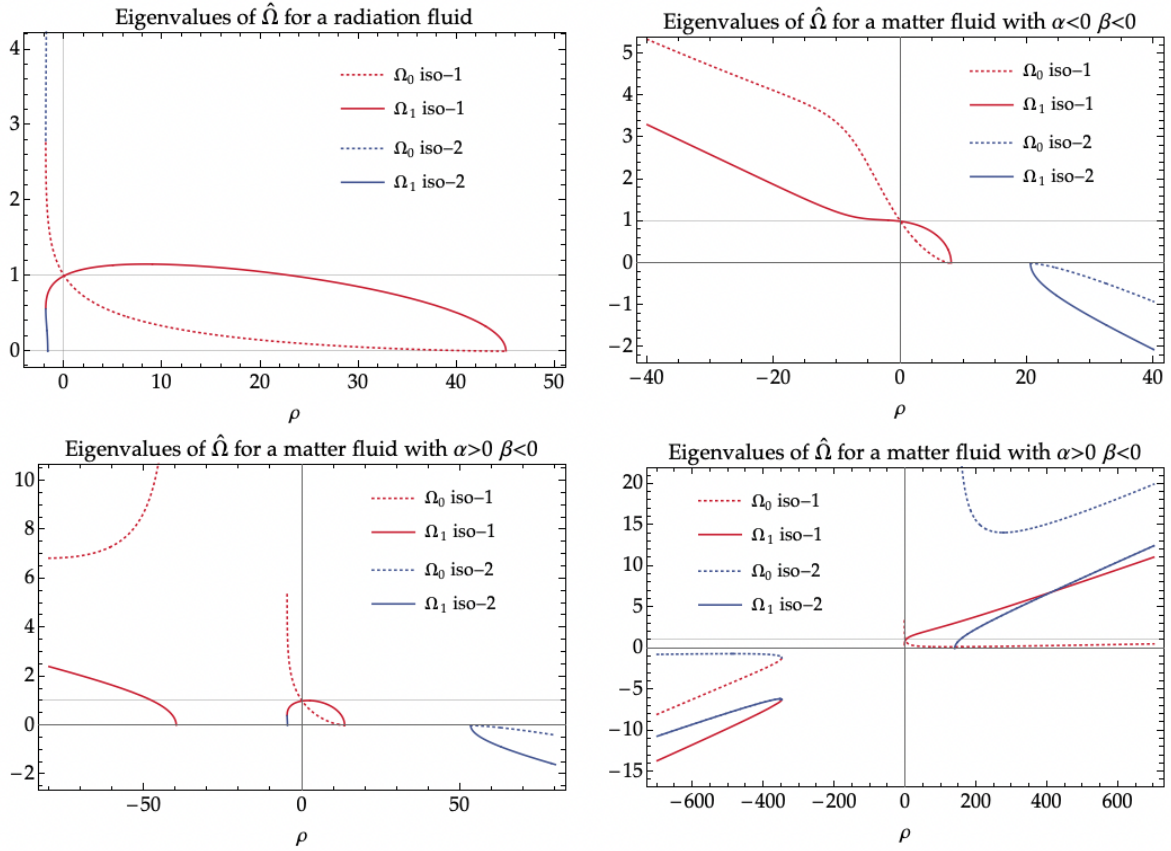 Eigenvalues of Ω̂ for a radiation fluid
4
3
2
1
0
Ω₀ iso−1
Ω₁ iso−1
Ω₀ iso−2
Ω₁ iso−2
0 10 20 30 40 50
ρ
Eigenvalues of Ω̂ for a matter fluid with α<0 β<0
5
4
3
2
1
0
−1
−2
Ω₀ iso−1
Ω₁ iso−1
Ω₀ iso−2
Ω₁ iso−2
−40 −20 0 20 40
ρ
Eigenvalues of Ω̂ for a matter fluid with α>0 β<0
10
8
6
4
2
0
−2
Ω₀ iso−1
Ω₁ iso−1
Ω₀ iso−2
Ω₁ iso−2
−50 0 50
ρ
Eigenvalues of Ω̂ for a matter fluid with α>0 β<0
20
15
10
5
0
−5
−10
−15
Ω₀ iso−1
Ω₁ iso−1
Ω₀ iso−2
Ω₁ iso−2
−600 −400 −200 0 200 400 600
ρ